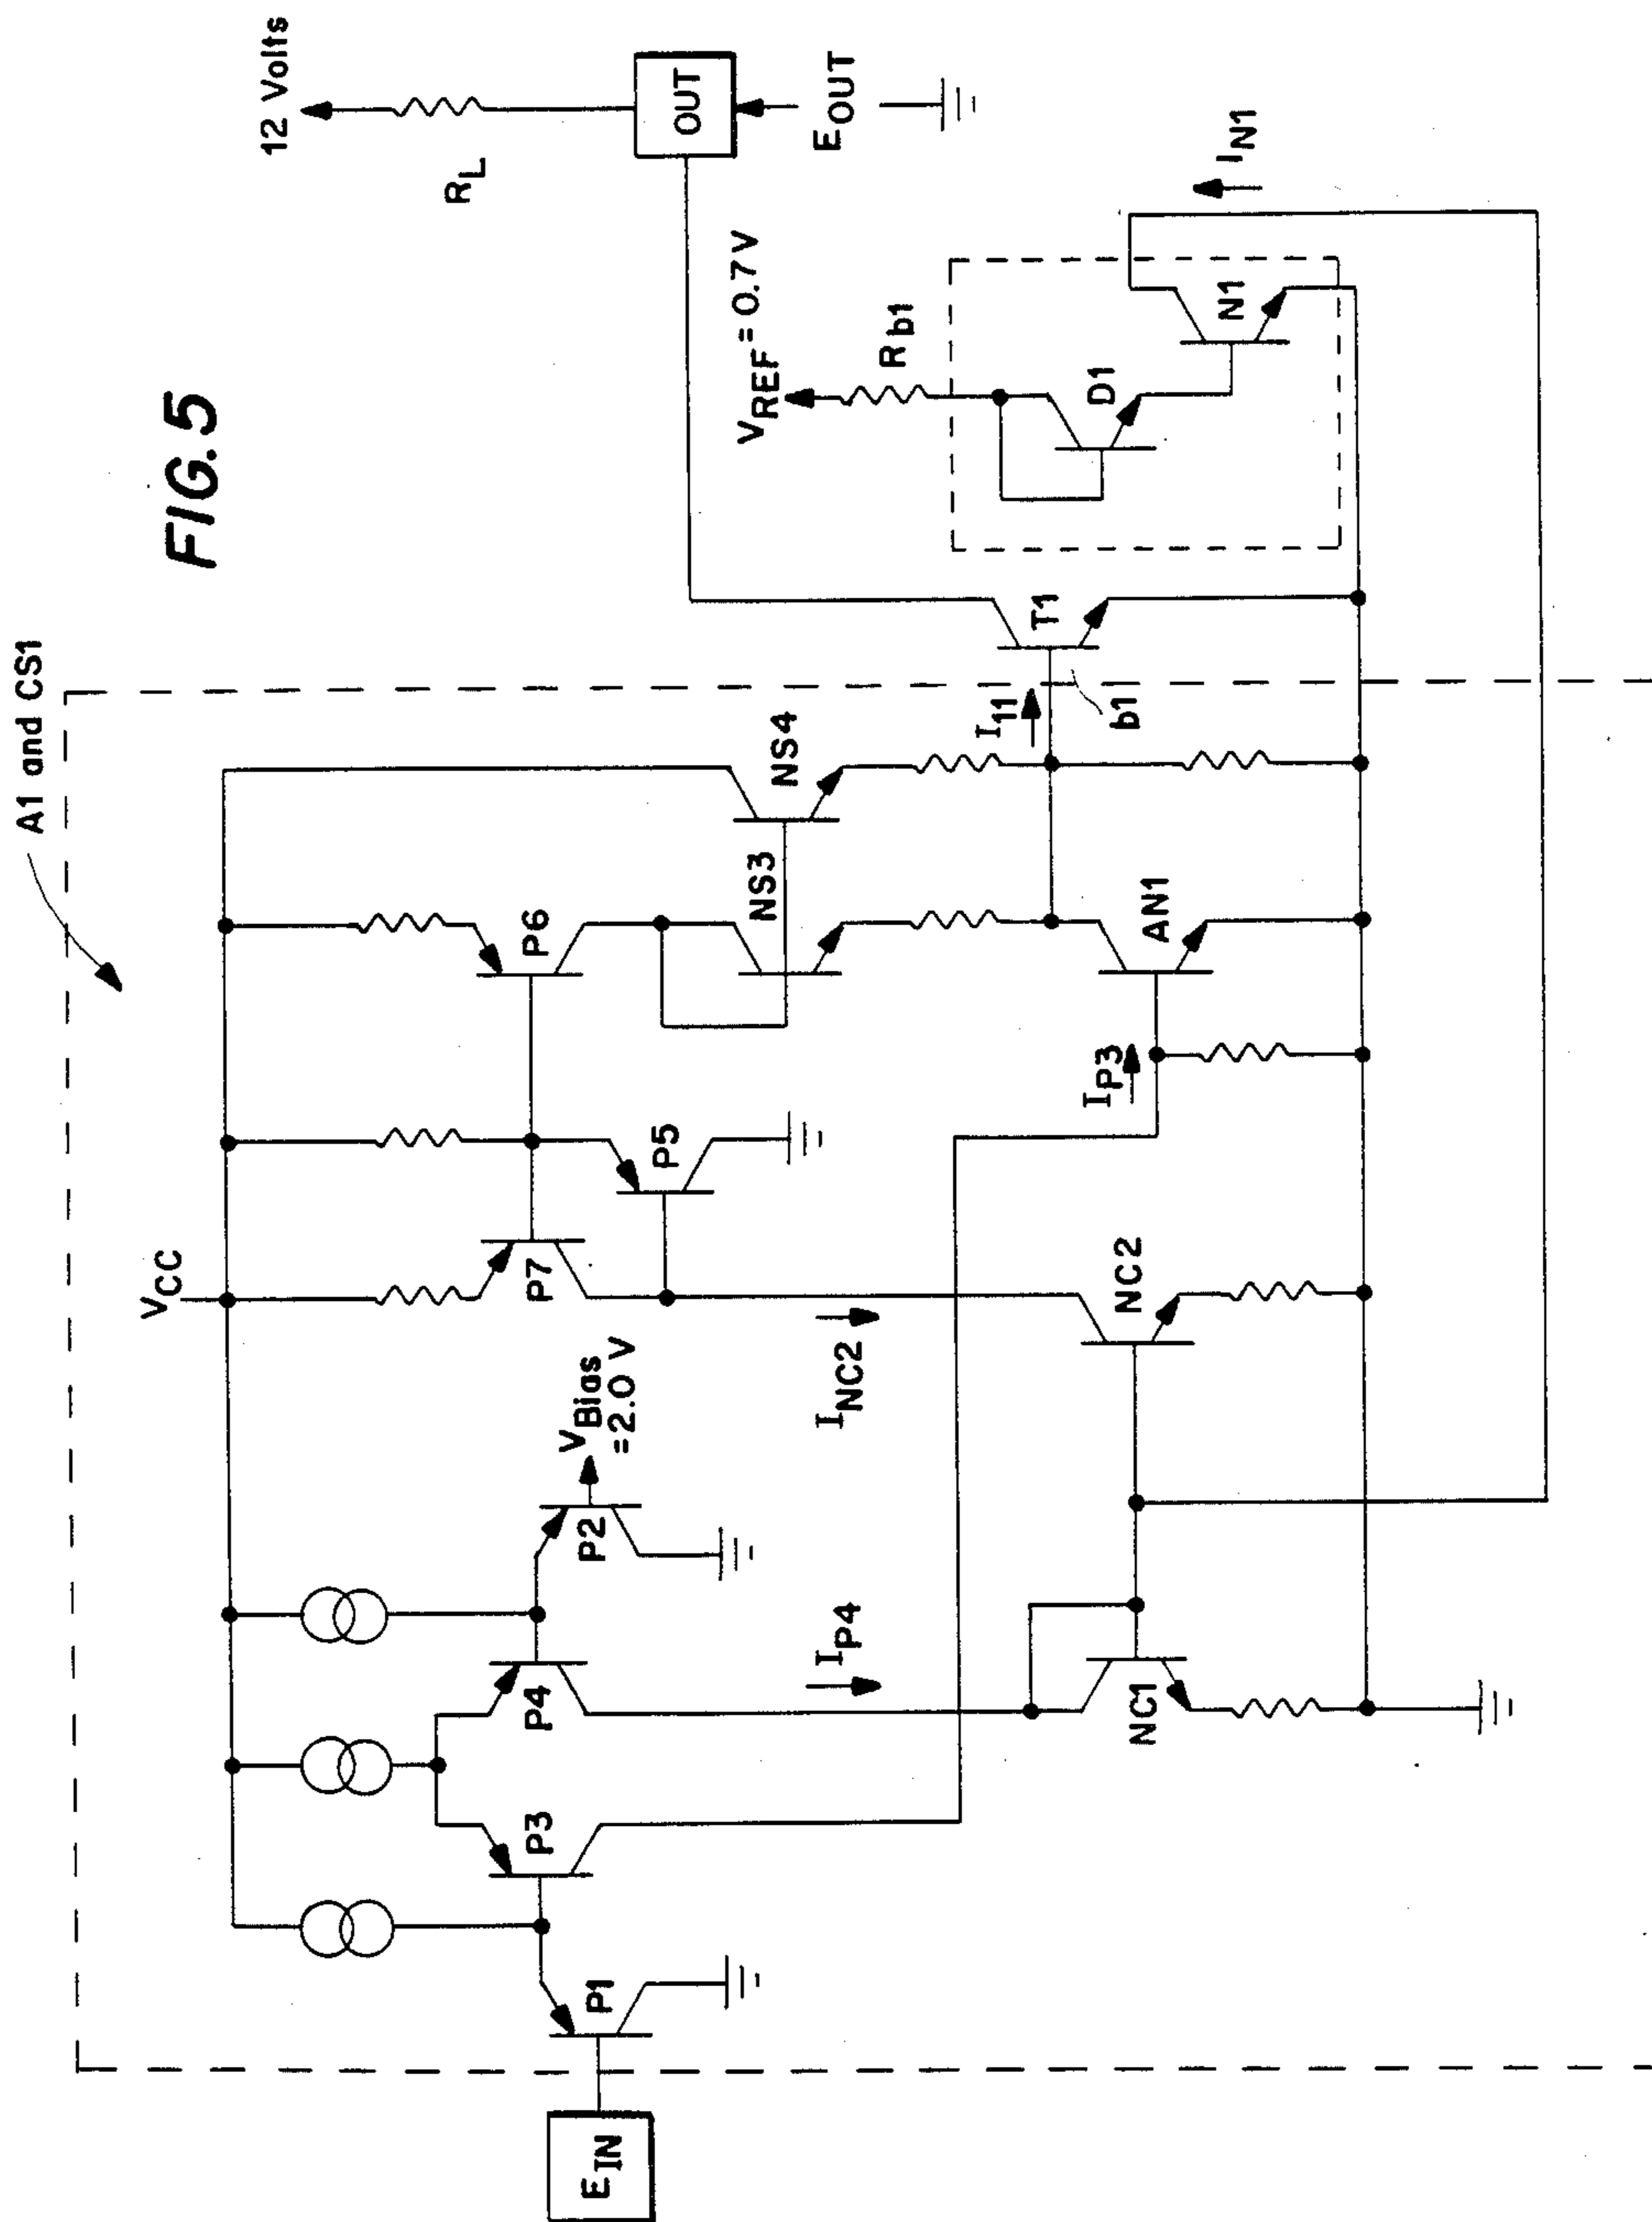 FIG.5
A1 and CS1
12 Volts
R_L
OUT
E_OUT
V_CC
P6
NS4
NS3
P5
P7
V_Bias
=2.0 V
P2
P4
P3
P1
E_IN
I_11
b1
T1
V_REF = 0.7 V
R_b1
D1
N1
I_N1
AN1
I_P3
I_NC2
NC2
I_P4
NC1